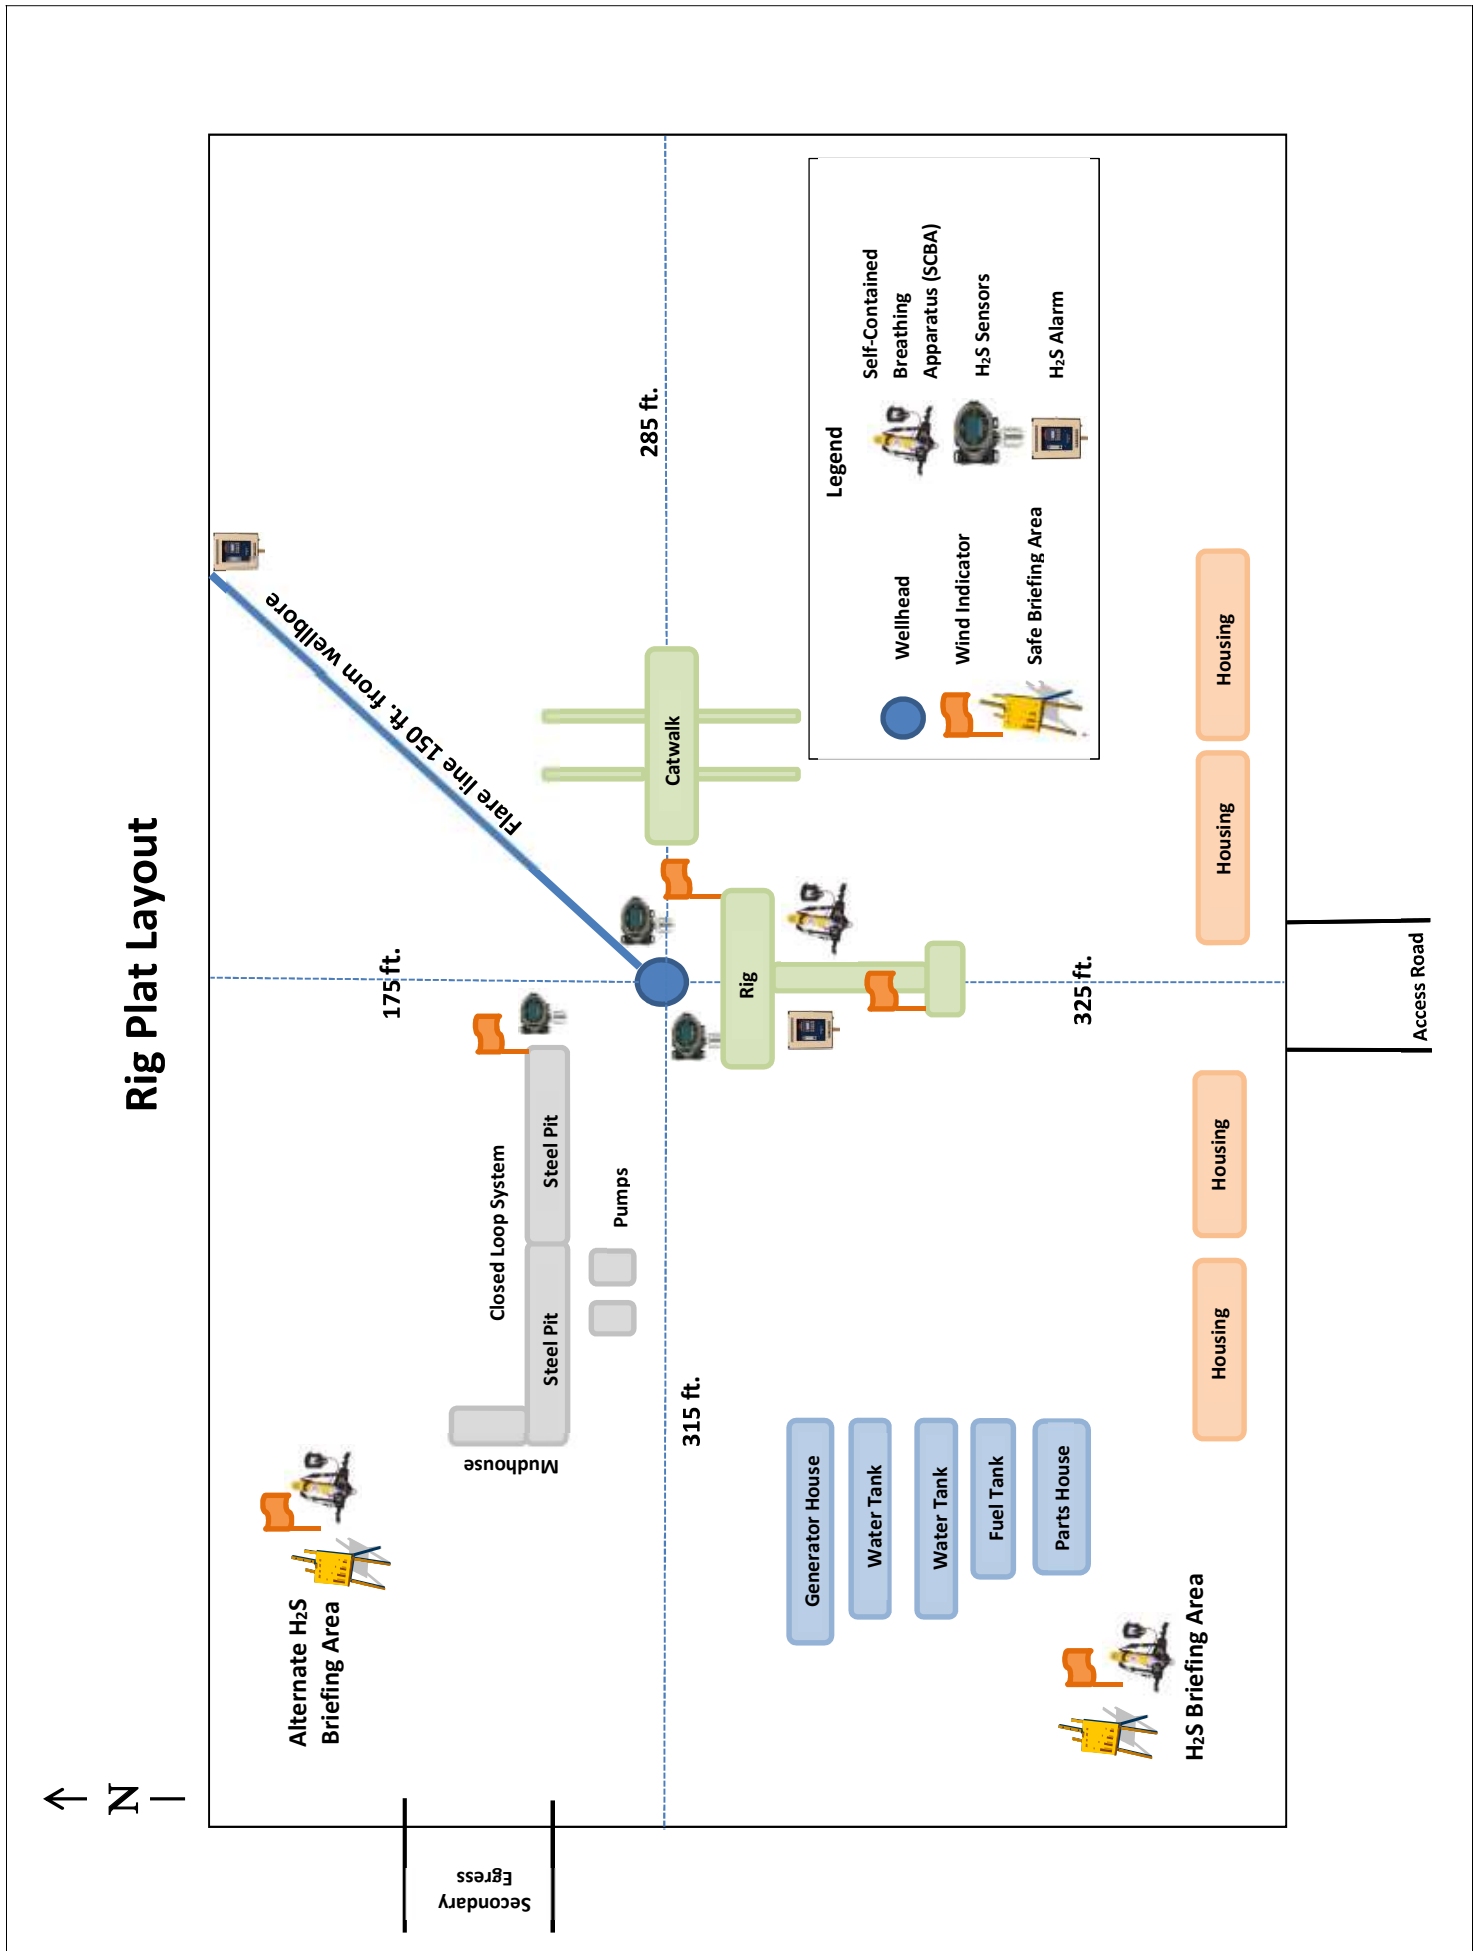 Rig Plat Layout
N
Secondary
Egress
Alternate H₂S
Briefing Area
Mudhouse
Closed Loop System
Steel Pit
Steel Pit
Pumps
175 ft.
Flare line 150 ft. from wellbore
285 ft.
315 ft.
Catwalk
Rig
325 ft.
Generator House
Water Tank
Water Tank
Fuel Tank
Parts House
H₂S Briefing Area
Housing
Housing
Housing
Housing
Access Road
Legend
Wellhead
Wind Indicator
Safe Briefing Area
Self-Contained
Breathing
Apparatus (SCBA)
H₂S Sensors
H₂S Alarm